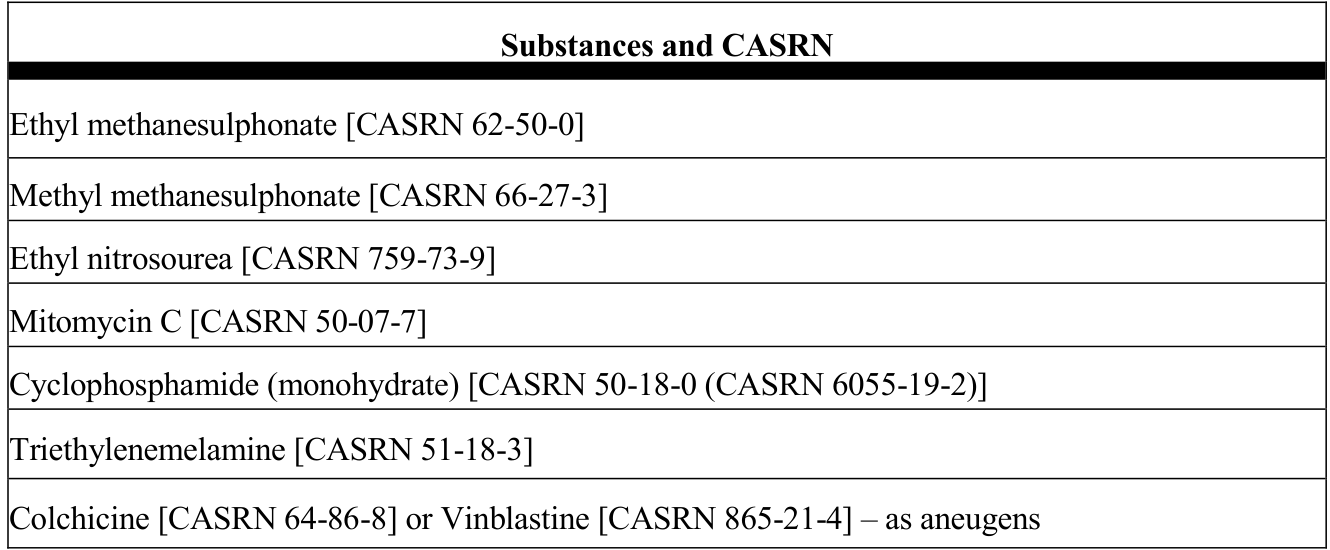 Substances and CASRN
Ethyl methanesulphonate [CASRN 62-50-0]
Methyl methanesulphonate [CASRN 66-27-3]
Ethyl nitrosourea [CASRN 759-73-9]
Mitomycin C [CASRN 50-07-7]
Cyclophosphamide (monohydrate) [CASRN 50-18-0 (CASRN 6055-19-2)]
Triethylenemelamine [CASRN 51-18-3]
Colchicine [CASRN 64-86-8] or Vinblastine [CASRN 865-21-4] – as aneugens